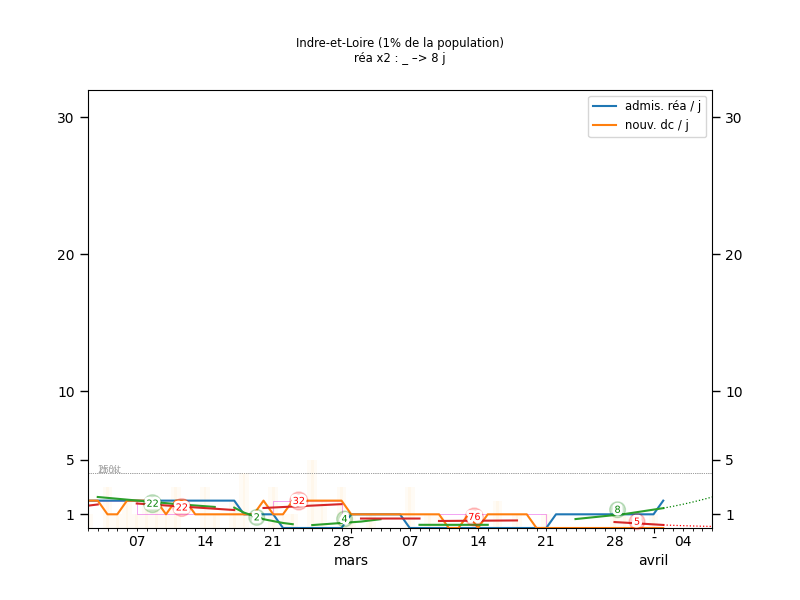 Indre-et-Loire (1% de la population)
réa x2 : _ –> 8 j
admis. réa / j
nouv. dc / j
30 30
20 20
10 10
5 5
1 1
22 22 2 32 4 76 8 5
07 14 21 28 - 07 14 21 28 - 04
mars avril